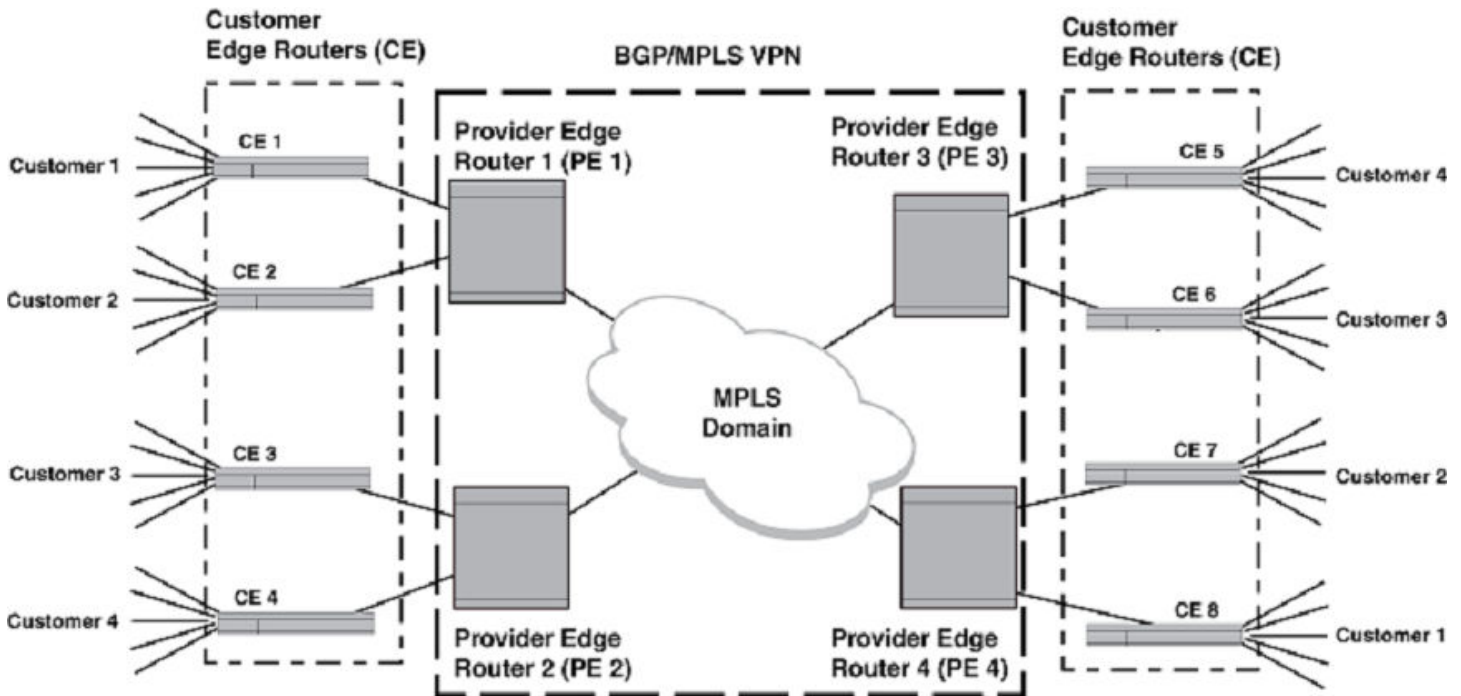 Customer
Edge Routers (CE)
BGP/MPLS VPN
Customer
Edge Routers (CE)
CE 1
Customer 1
CE 2
Customer 2
CE 3
Customer 3
CE 4
Customer 4
Provider Edge
Router 1 (PE 1)
Provider Edge
Router 3 (PE 3)
MPLS
Domain
Provider Edge
Router 2 (PE 2)
Provider Edge
Router 4 (PE 4)
CE 5
Customer 4
CE 6
Customer 3
CE 7
Customer 2
CE 8
Customer 1